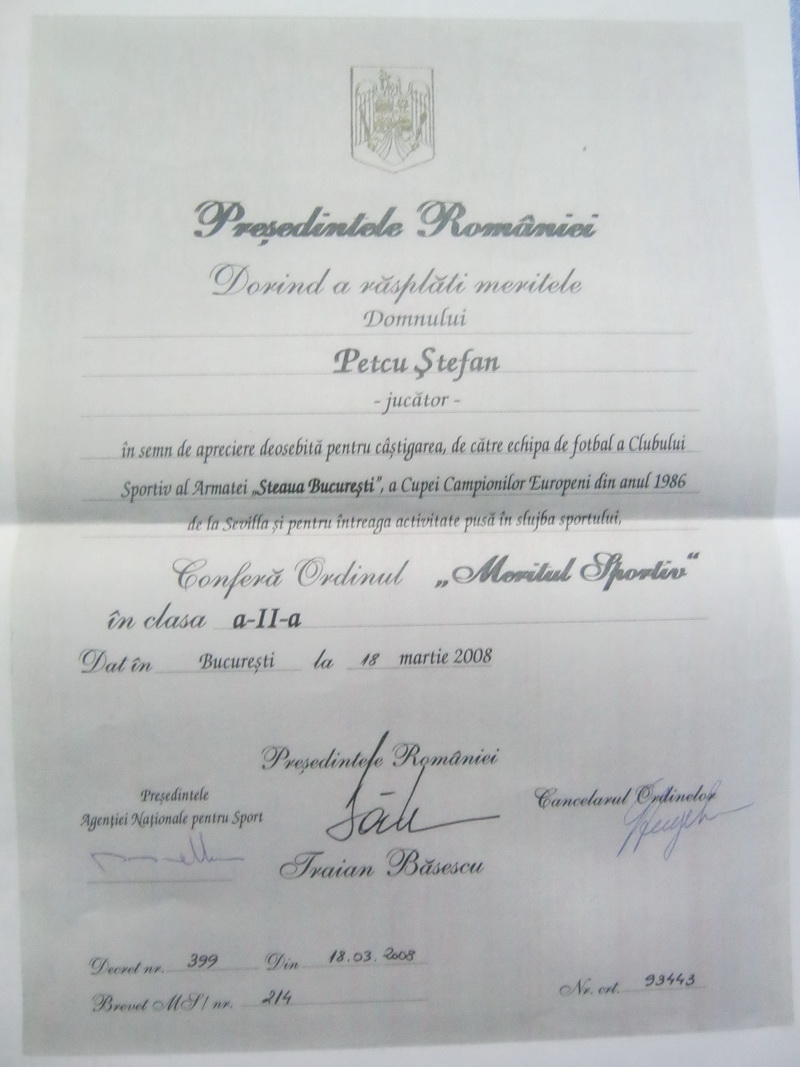 Președintele României
Dorind a răsplăti meritele
Domnului
Petcu Ştefan
- jucător -
în semn de apreciere deosebită pentru câştigarea, de către echipa de fotbal a Clubului
Sportiv al Armatei „Steaua Bucureşti”, a Cupei Campionilor Europeni din anul 1986
de la Sevilla și pentru întreaga activitate pusă în slujba sportului,
Conferă Ordinul „Meritul Sportiv“
în clasa a-II-a
Dat în Bucureşti la 18 martie 2008
Președintele României
Preşedintele
Agenţiei Naţionale pentru Sport
Cancelarul Ordinelor
Traian Băsescu
Decret nr. 399 Din 18.03.2008
Brevet MS/ nr. 214
Nr. crt. 93443